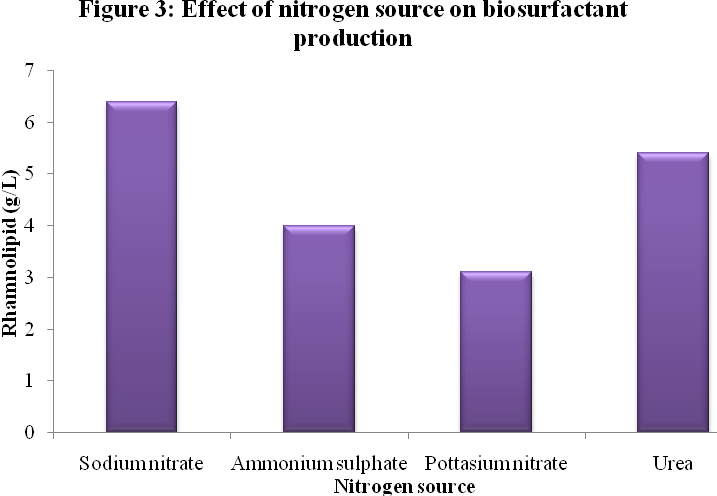 Figure 3: Effect of nitrogen source on biosurfactant
production
7
6
5
4
3
2
1
0
Rhamnolipid (g/L)
Sodium nitrate Ammonium sulphate Pottasium nitrate Urea
Nitrogen source